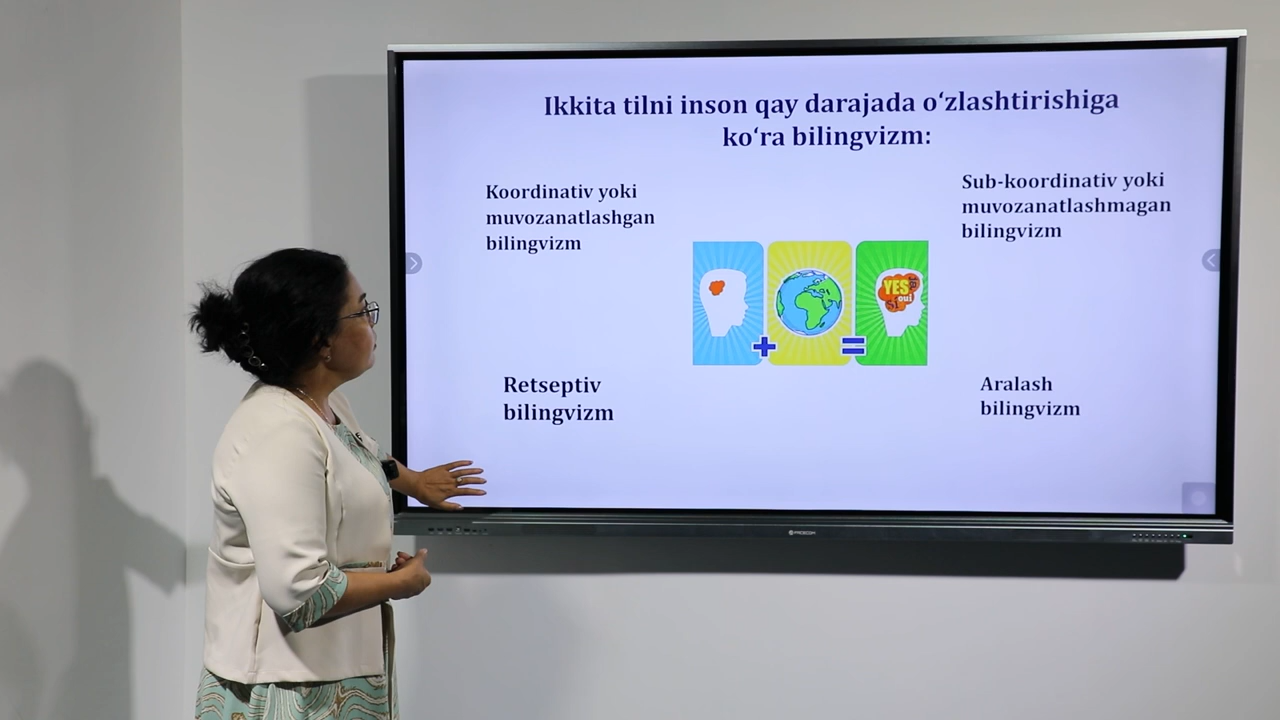 Ikkita tilni inson qay darajada o‘zlashtirishiga
ko‘ra bilingvizm:
Koordinativ yoki
muvozanatlashgan
bilingvizm
Sub-koordinativ yoki
muvozanatlashmagan
bilingvizm
YES
SI
oui
Retseptiv
bilingvizm
Aralash
bilingvizm